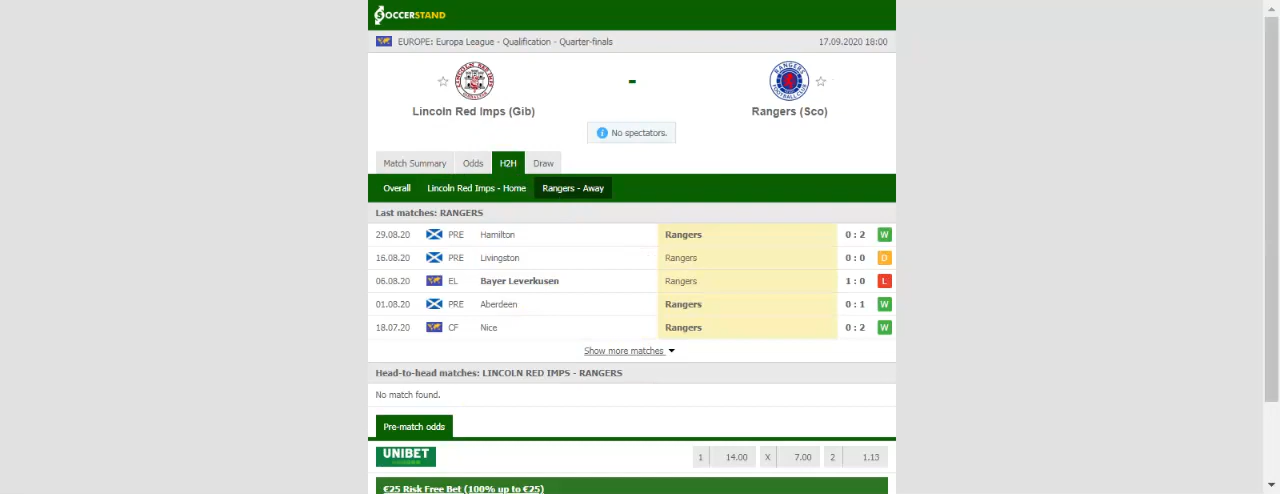 SOCCERSTAND
EUROPE: Europa League - Qualification - Quarter-finals 17.09.2020 18:00
Lincoln Red Imps (Gib) - Rangers (Sco)
No spectators.
Match Summary Odds H2H Draw
Overall Lincoln Red Imps - Home Rangers - Away
Last matches: RANGERS
29.08.20 PRE Hamilton Rangers 0 : 2 W
16.08.20 PRE Livingston Rangers 0 : 0 D
06.08.20 EL Bayer Leverkusen Rangers 1 : 0 L
01.08.20 PRE Aberdeen Rangers 0 : 1 W
18.07.20 CF Nice Rangers 0 : 2 W
Show more matches
Head-to-head matches: LINCOLN RED IMPS - RANGERS
No match found.
Pre-match odds
UNIBET 1 14.00 X 7.00 2 1.13
€25 Risk Free Bet (100% up to €25)